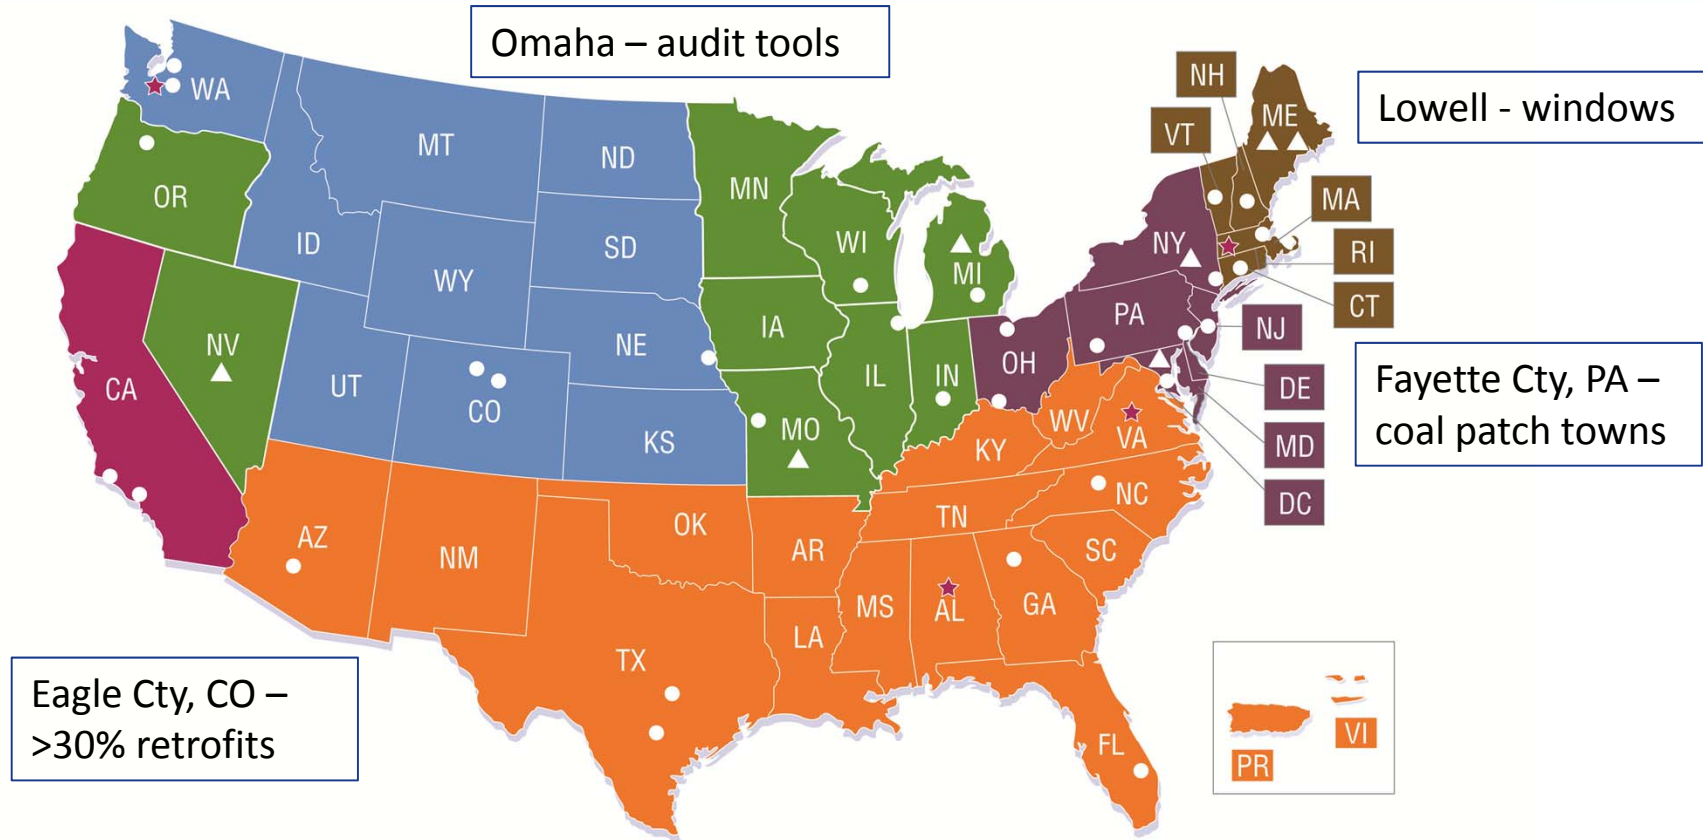 Omaha – audit tools
Lowell - windows
Fayette Cty, PA –
coal patch towns
Eagle Cty, CO –
>30% retrofits
WA
OR
CA
NV
ID
MT
WY
UT
CO
AZ
NM
ND
SD
NE
KS
OK
TX
MN
IA
MO
AR
LA
WI
IL
MI
IN
OH
KY
TN
MS
AL
GA
FL
SC
NC
VA
WV
PA
NY
VT
NH
ME
MA
RI
CT
NJ
DE
MD
DC
PR
VI